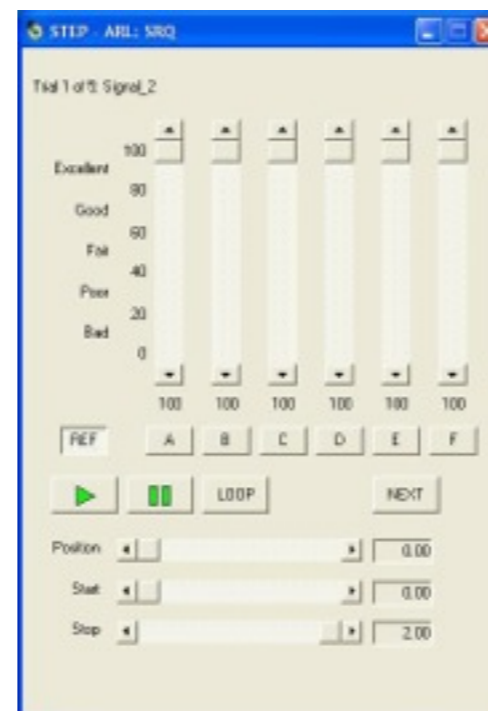 STEP - ARL: SRQ
Trial 1 of 9: Signal_2
100
Excellent
80
Good
60
Fair
40
Poor
20
Bad
0
100 100 100 100 100 100
REF A B C D E F
LOOP NEXT
Position 0.00
Start 0.00
Stop 2.00